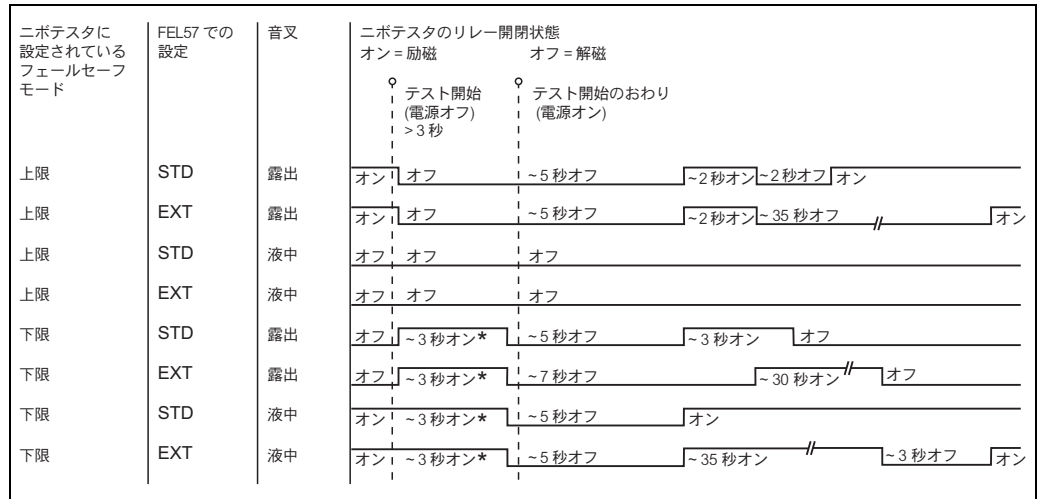 ニボテスタに
設定されている
フェールセーフ
モード
FEL57 での
設定
音叉
ニボテスタのリレー開閉状態
オン = 励磁 オフ = 解磁
テスト開始
(電源オフ)
> 3 秒
テスト開始のおわり
(電源オン)
上限 STD 露出 オン オフ ~ 5 秒オフ ~ 2 秒オン ~ 2 秒オフ オン
上限 EXT 露出 オン オフ ~ 5 秒オフ ~ 2 秒オン ~ 35 秒オフ オン
上限 STD 液中 オフ オフ オフ
上限 EXT 液中 オフ オフ オフ
下限 STD 露出 オフ ~ 3 秒オン* ~ 5 秒オフ ~ 3 秒オン オフ
下限 EXT 露出 オフ ~ 3 秒オン* ~ 7 秒オフ ~ 30 秒オン オフ
下限 STD 液中 オン ~ 3 秒オン* ~ 5 秒オフ オン
下限 EXT 液中 オン ~ 3 秒オン* ~ 5 秒オフ ~ 35 秒オン ~ 3 秒オフ オン